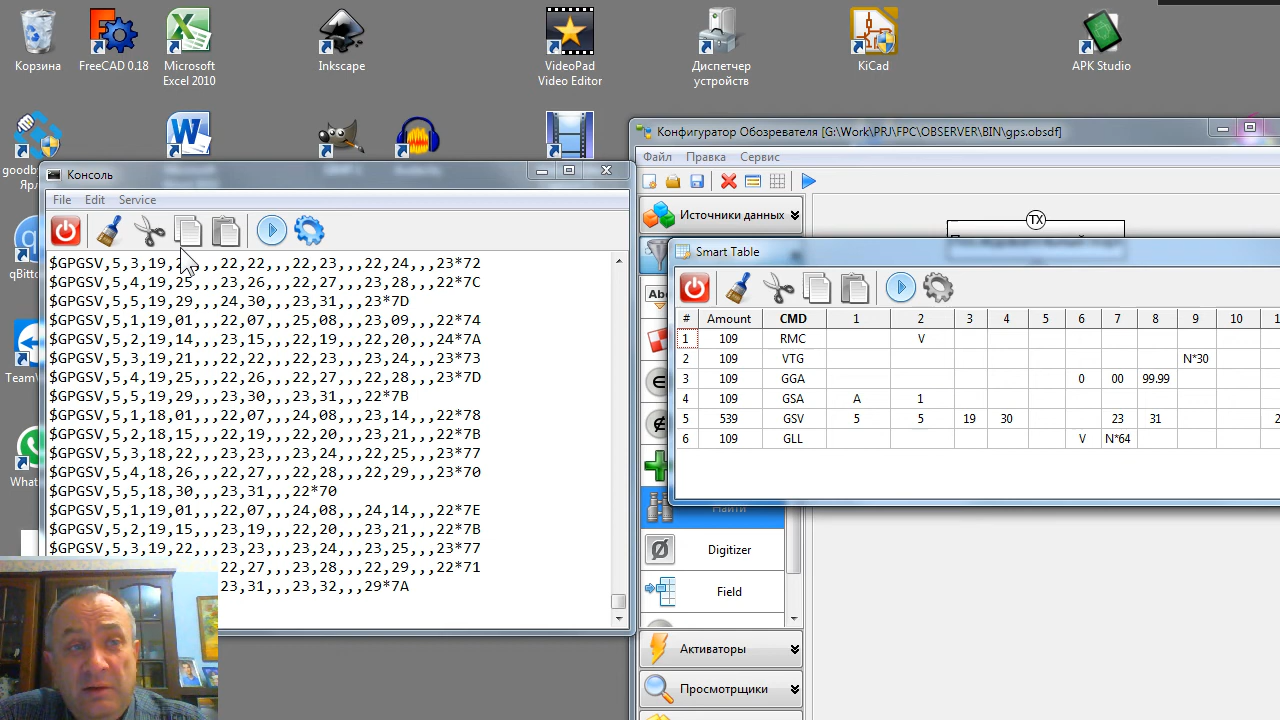 Корзина
FreeCAD 0.18
Microsoft
Excel 2010
Inkscape
VideoPad
Video Editor
Диспетчер
устройств
KiCad
APK Studio
Конфигуратор Обозревателя [G:\Work\PRJ\FPC\OBSERVER\BIN\gps.obsdf]
Файл Правка Сервис
Источники данных
TX
Консоль
File Edit Service
$GPGSV,5,3,19,
,,,22,22,,,22,23,,,22,24,,,23*72
$GPGSV,5,4,19,25,,,23,26,,,22,27,,,23,28,,,22*7C
$GPGSV,5,5,19,29,,,24,30,,,23,31,,,23*7D
$GPGSV,5,1,19,01,,,22,07,,,25,08,,,23,09,,,22*74
$GPGSV,5,2,19,14,,,23,15,,,22,19,,,22,20,,,24*7A
$GPGSV,5,3,19,21,,,22,22,,,22,23,,,23,24,,,23*73
$GPGSV,5,4,19,25,,,22,26,,,22,27,,,22,28,,,23*7D
$GPGSV,5,5,19,29,,,23,30,,,23,31,,,22*7B
$GPGSV,5,1,18,01,,,22,07,,,24,08,,,23,14,,,22*78
$GPGSV,5,2,18,15,,,22,19,,,22,20,,,23,21,,,22*7B
$GPGSV,5,3,18,22,,,23,23,,,23,24,,,22,25,,,23*77
$GPGSV,5,4,18,26,,,22,27,,,22,28,,,22,29,,,23*70
$GPGSV,5,5,18,30,,,23,31,,,22*70
$GPGSV,5,1,19,01,,,22,07,,,24,08,,,24,14,,,22*7E
$GPGSV,5,2,19,15,,,23,19,,,22,20,,,23,21,,,22*7B
$GPGSV,5,3,19,22,,,23,23,,,23,24,,,23,25,,,23*77
22,27,,,23,28,,,22,29,,,22*71
23,31,,,23,32,,,29*7A
Smart Table
# Amount CMD 1 2 3 4 5 6 7 8 9 10
1 109 RMC V
2 109 VTG N*30
3 109 GGA 0 00 99.99
4 109 GSA A 1
5 539 GSV 5 5 19 30 23 31 2
6 109 GLL V N*64
Найти
Digitizer
Field
Активаторы
Просмотрщики